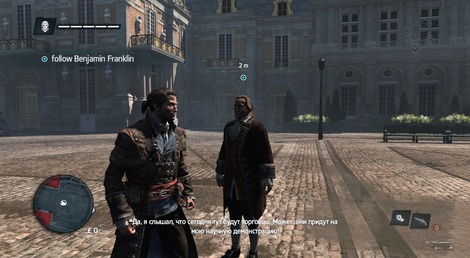 follow Benjamin Franklin
2 m
"Да, я слышал, что сегодня тут будут торговцы. Может, они придут на
мою научную демонстрацию!
£ 0